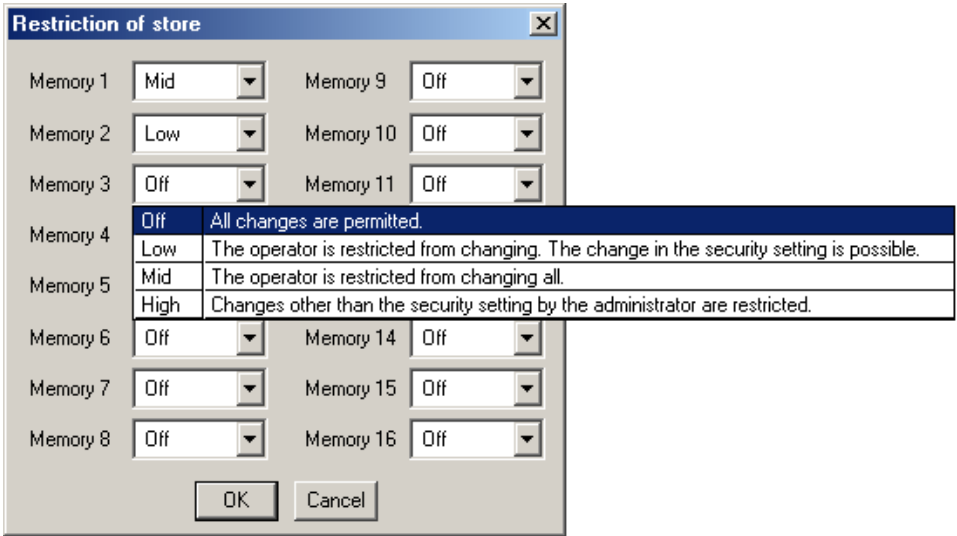 Restriction of store
Memory 1 Mid Memory 9 Off
Memory 2 Low Memory 10 Off
Memory 3 Off Memory 11 Off
Memory 4
Off All changes are permitted.
Low The operator is restricted from changing. The change in the security setting is possible.
Memory 5
Mid The operator is restricted from changing all.
High Changes other than the security setting by the administrator are restricted.
Memory 6 Off Memory 14 Off
Memory 7 Off Memory 15 Off
Memory 8 Off Memory 16 Off
OK Cancel